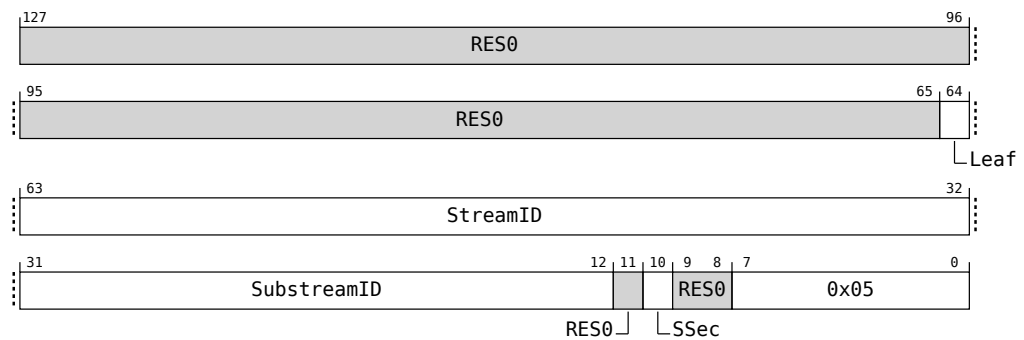 127 96
RES0
95 65 64
RES0
Leaf
63 32
StreamID
31 12 11 10 9 8 7 0
SubstreamID RES0 0x05
RES0 SSec